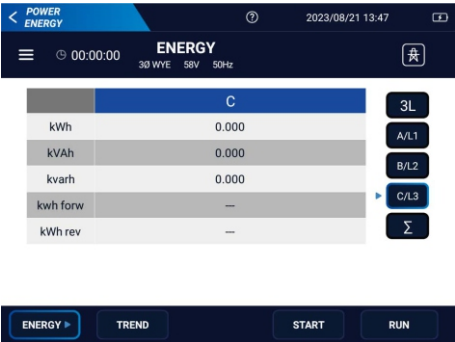 POWER
ENERGY
2023/08/21 13:47
00:00:00
ENERGY
3Ø WYE 58V 50Hz
C
3L
kWh 0.000
A/L1
kVAh 0.000
B/L2
kvarh 0.000
C/L3
kwh forw —
kWh rev —
Σ
ENERGY TREND START RUN